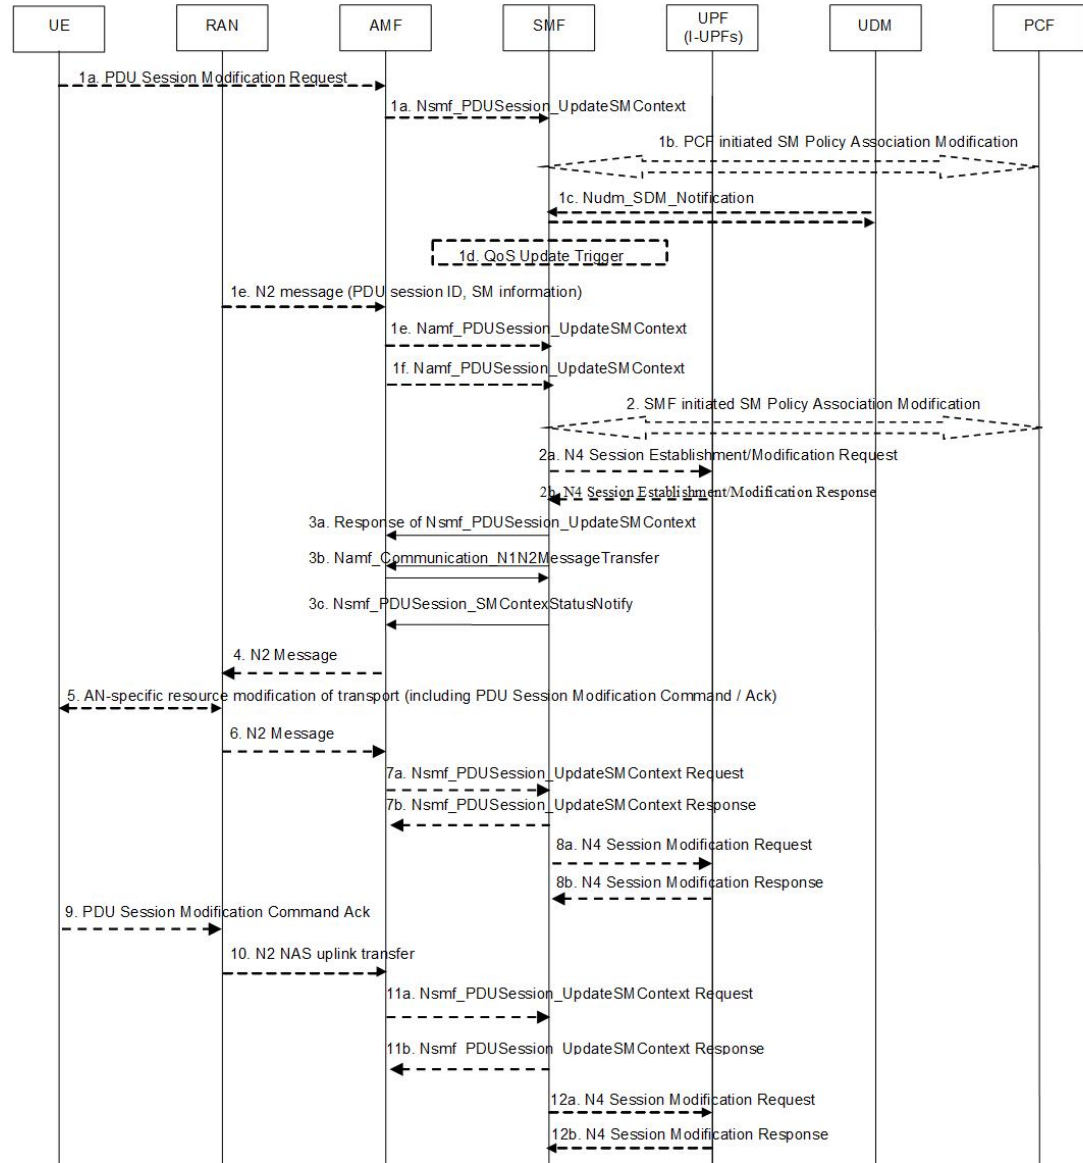 UE
RAN
AMF
SMF
UPF
(I-UPFs)
UDM
PCF
1a. PDU Session Modification Request
1a. Nsmf_PDUSession_UpdateSMContext
1b. PCF initiated SM Policy Association Modification
1c. Nudm_SDM_Notification
1d. QoS Update Trigger
1e. N2 message (PDU session ID, SM information)
1e. Namf_PDUSession_UpdateSMContext
1f. Namf_PDUSession_UpdateSMContext
2. SMF initiated SM Policy Association Modification
2a. N4 Session Establishment/Modification Request
2b. N4 Session Establishment/Modification Response
3a. Response of Nsmf_PDUSession_UpdateSMContext
3b. Namf_Communication_N1N2MessageTransfer
3c. Nsmf_PDUSession_SMContexStatusNotify
4. N2 Message
5. AN-specific resource modification of transport (including PDU Session Modification Command / Ack)
6. N2 Message
7a. Nsmf_PDUSession_UpdateSMContext Request
7b. Nsmf_PDUSession_UpdateSMContext Response
8a. N4 Session Modification Request
8b. N4 Session Modification Response
9. PDU Session Modification Command Ack
10. N2 NAS uplink transfer
11a. Nsmf_PDUSession_UpdateSMContext Request
11b. Nsmf_PDUSession_UpdateSMContext Response
12a. N4 Session Modification Request
12b. N4 Session Modification Response